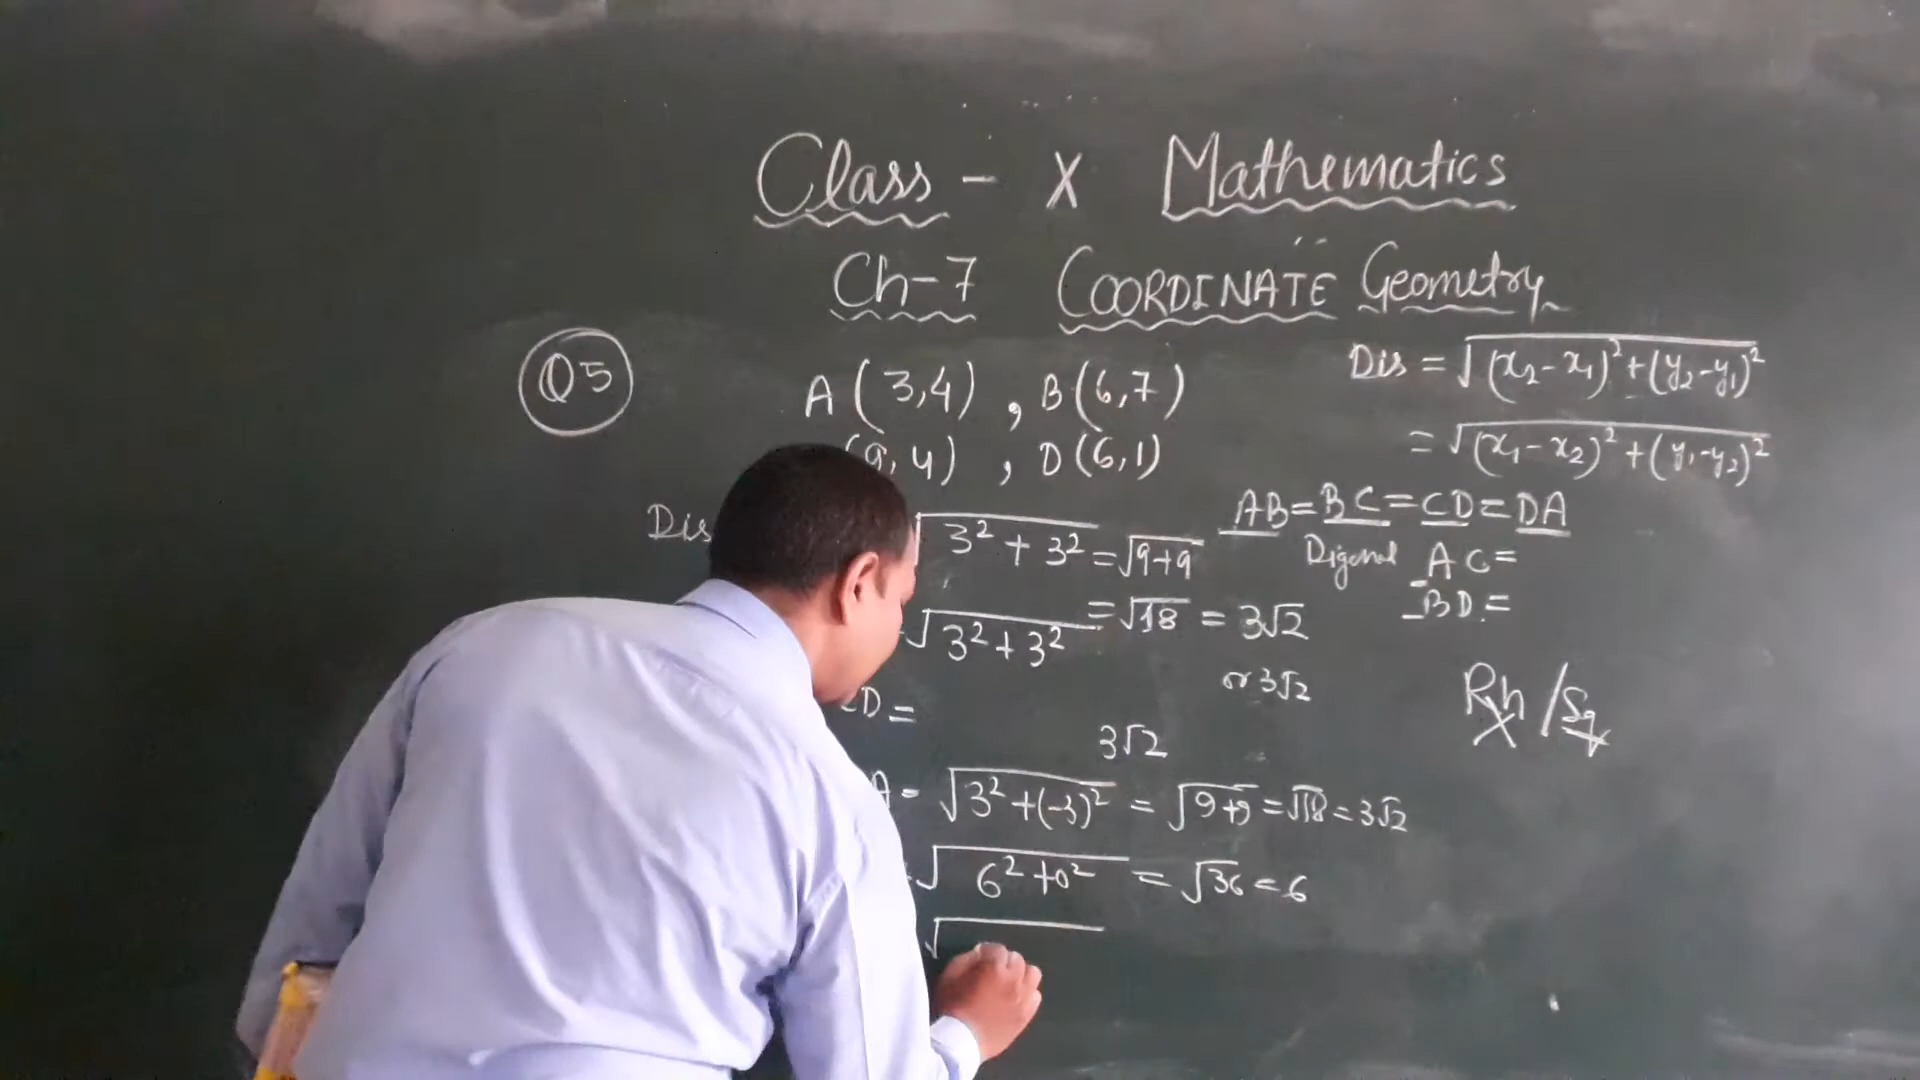 Class - X Mathematics
Ch-7 COORDINATE Geometry
Q5
A (3,4) , B(6,7)
(9,4) , D(6,1)
Dis = √(x₂-x₁)²+(y₂-y₁)²
= √(x₁-x₂)²+(y₁-y₂)²
AB=BC=CD=DA
Digonal AC=
BD=
Rh/Sq
Dis
√3²+3² = √9+9
= √18 = 3√2
√3²+3²
or 3√2
CD =
3√2
A = √3²+(-3)² = √9+9 = √18 = 3√2
= √6²+0² = √36 = 6
√